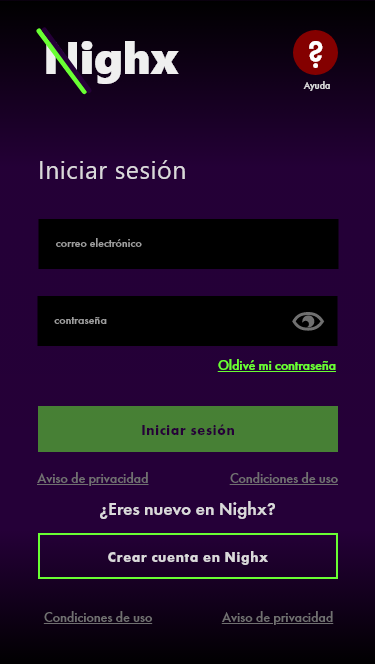 Nighx
?
Ayuda
Iniciar sesión
correo electrónico
contraseña
Oldivé mi contraseña
Iniciar sesión
Aviso de privacidad Condiciones de uso
¿Eres nuevo en Nighx?
Crear cuenta en Nighx
Condiciones de uso Aviso de privacidad